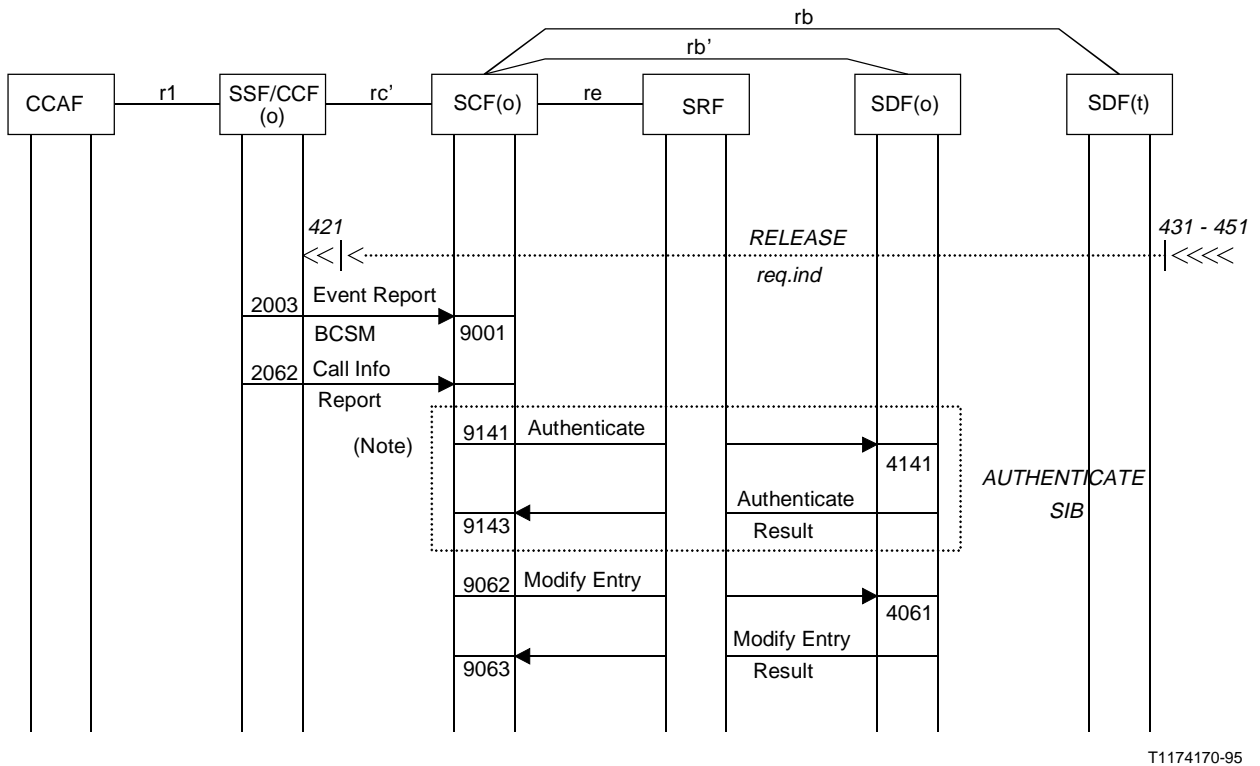 rb
rb’
CCAF
r1
SSF/CCF
(o)
rc’
SCF(o)
re
SRF
SDF(o)
SDF(t)
421
RELEASE
req.ind
431 - 451
2003
Event Report
BCSM
9001
2062
Call Info
Report
(Note)
9141
Authenticate
4141
AUTHENTICATE
SIB
9143
Authenticate
Result
9062
Modify Entry
4061
9063
Modify Entry
Result
T1174170-95